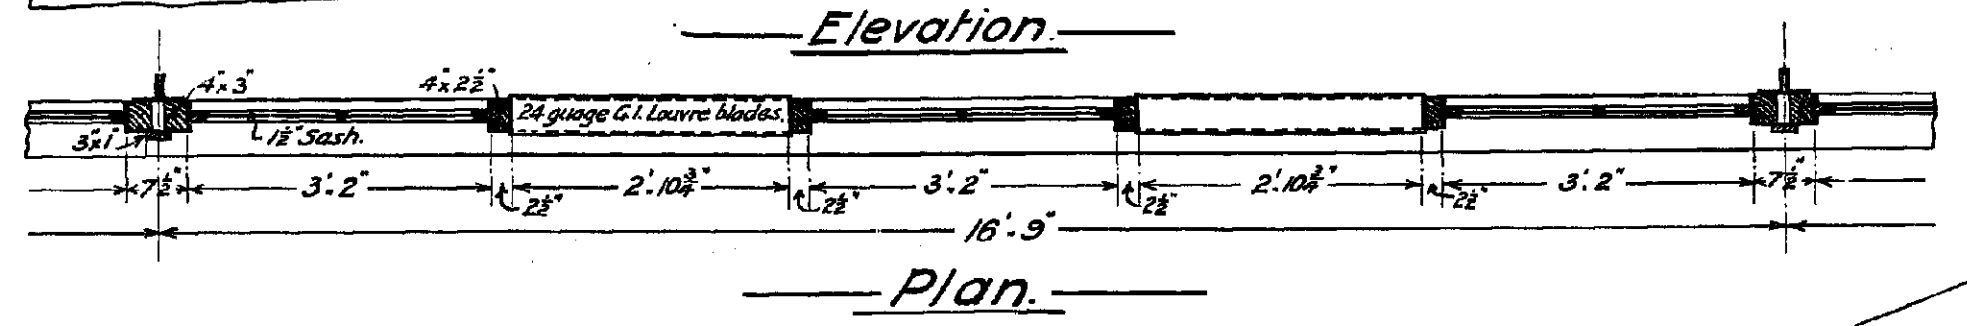 Elevation.
4"x 3" 4"x 2½"
24 guage G.I. Louvre blades.
3"x1" 1½" Sash.
7½" 3'.2" 2'.10¾" 3'.2" 2'.10¾" 3'.2" 7½"
2½" 2½" 2½" 2½"
16'-9"
Plan.